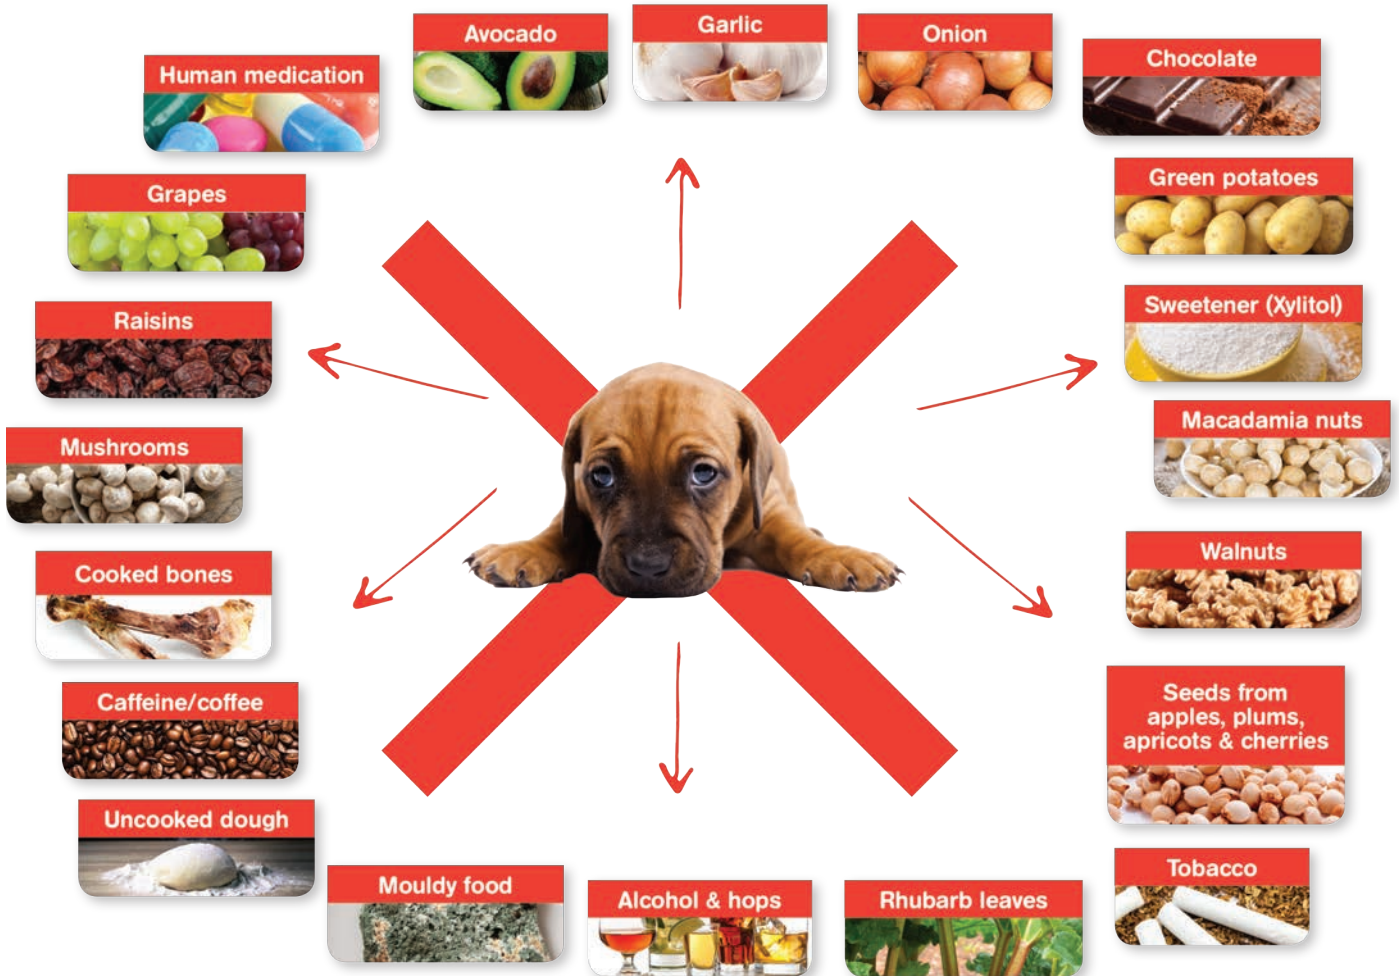 Avocado
Garlic
Onion
Chocolate
Human medication
Green potatoes
Grapes
Sweetener (Xylitol)
Raisins
Macadamia nuts
Mushrooms
Walnuts
Cooked bones
Seeds from
apples, plums,
apricots & cherries
Caffeine/coffee
Uncooked dough
Tobacco
Mouldy food
Alcohol & hops
Rhubarb leaves